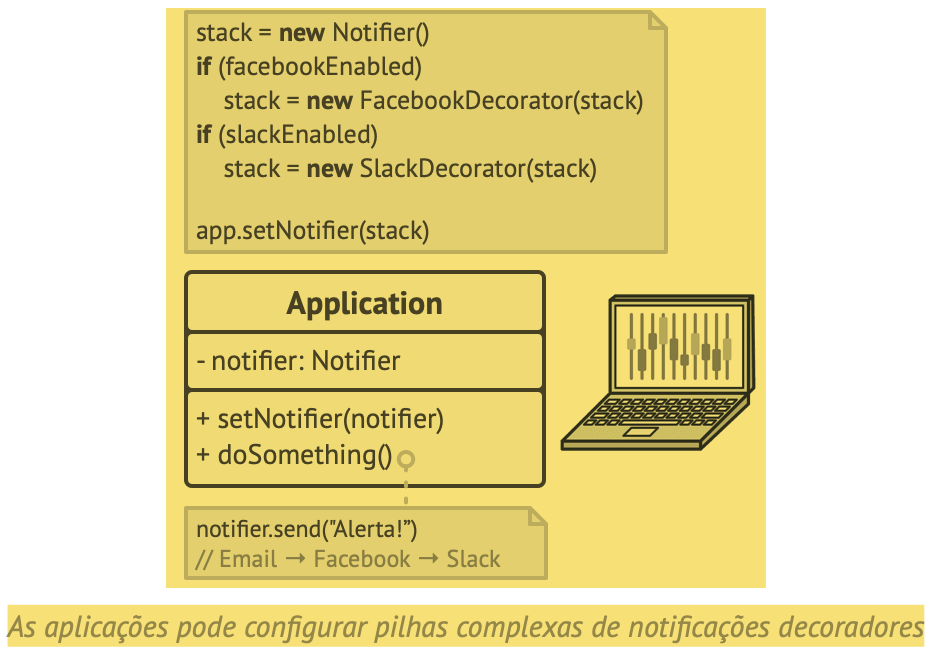 stack = new Notifier()
if (facebookEnabled)
stack = new FacebookDecorator(stack)
if (slackEnabled)
stack = new SlackDecorator(stack)
app.setNotifier(stack)
Application
- notifier: Notifier
+ setNotifier(notifier)
+ doSomething()
notifier.send("Alerta!”)
// Email → Facebook → Slack
As aplicações pode configurar pilhas complexas de notificações decoradores